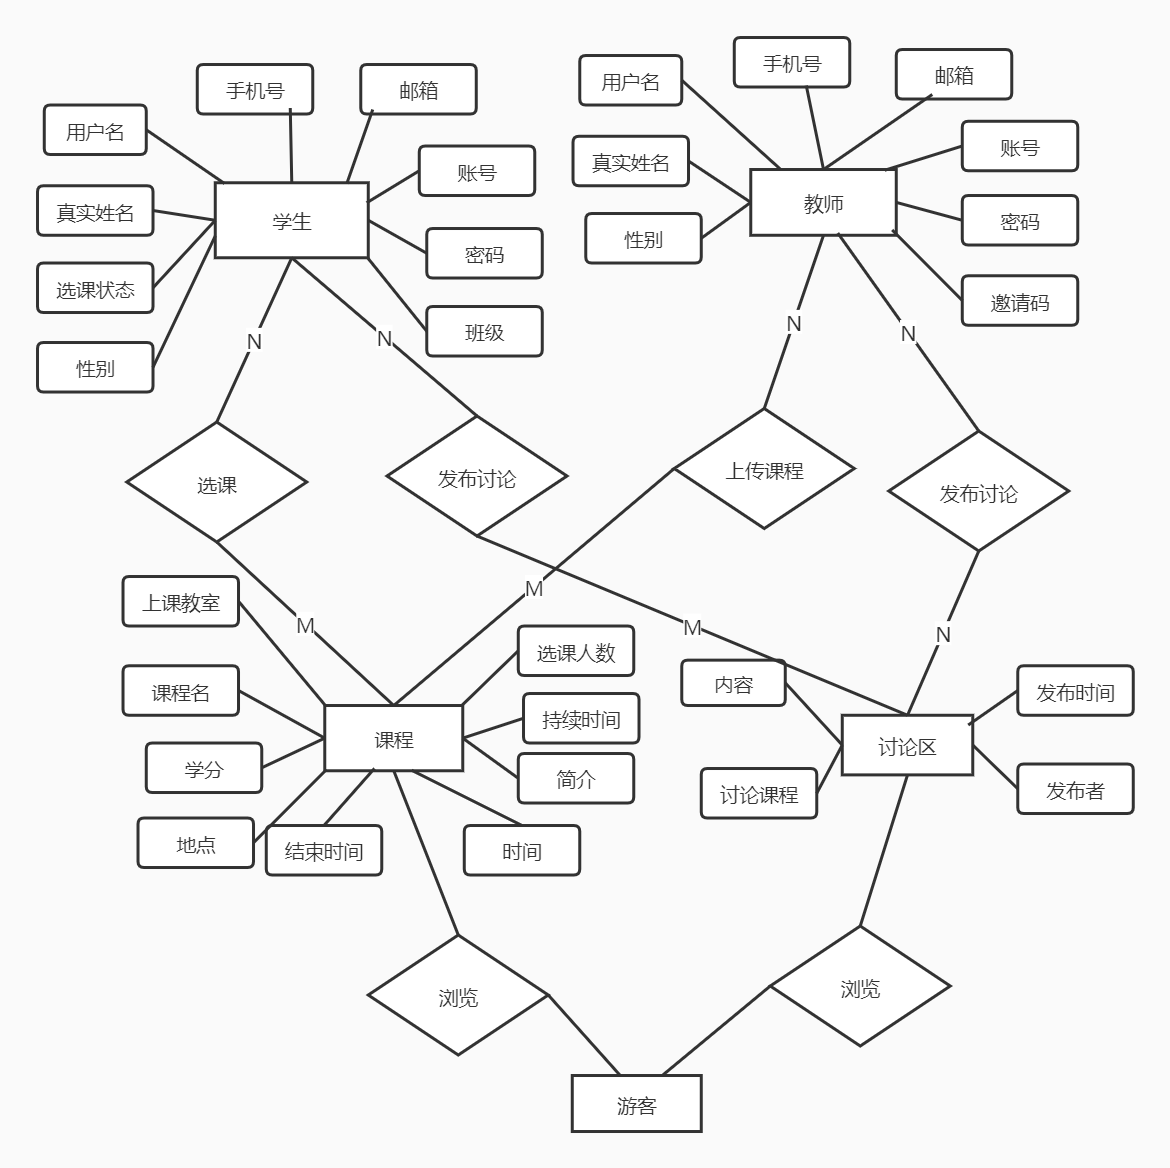 手机号
邮箱
用户名
账号
真实姓名
学生
密码
选课状态
班级
性别
手机号
用户名
邮箱
账号
真实姓名
教师
密码
性别
邀请码
N
N
N
N
选课
发布讨论
上传课程
发布讨论
M
M
M
N
上课教室
选课人数
课程名
持续时间
课程
学分
简介
地点
结束时间
时间
内容
发布时间
讨论区
讨论课程
发布者
浏览
浏览
游客